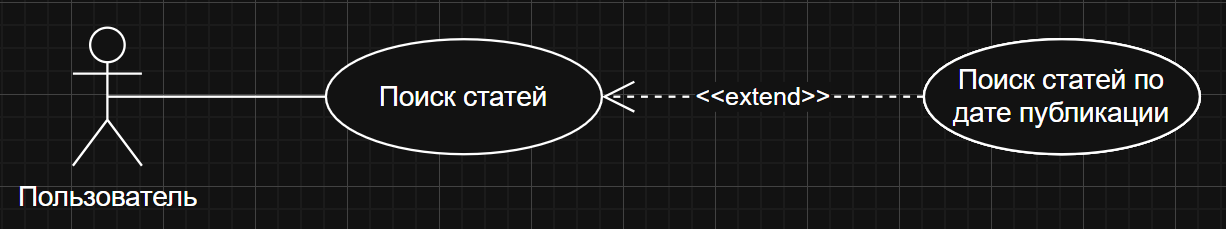 Поиск статей
<<extend>>
Поиск статей по
дате публикации
Пользователь